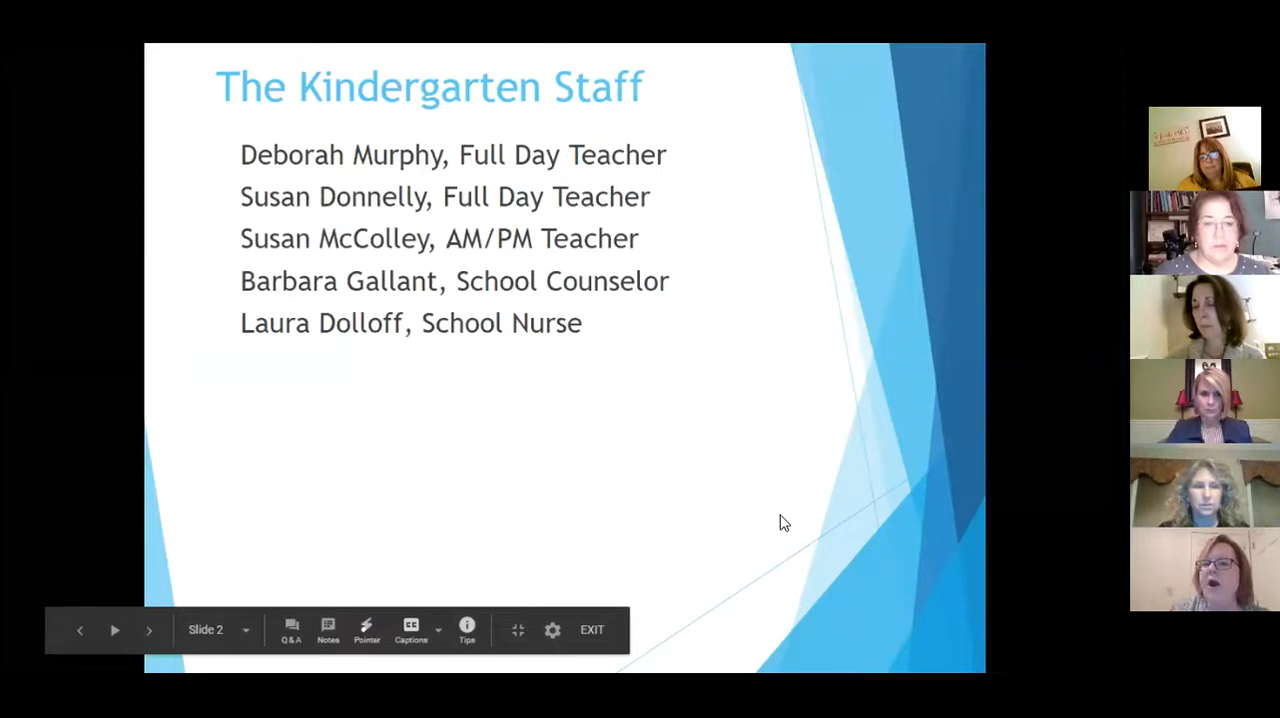 The Kindergarten Staff
Deborah Murphy, Full Day Teacher
Susan Donnelly, Full Day Teacher
Susan McColley, AM/PM Teacher
Barbara Gallant, School Counselor
Laura Dolloff, School Nurse
Slide 2
Q&A
Notes
Pointer
CC
Captions
Tips
EXIT